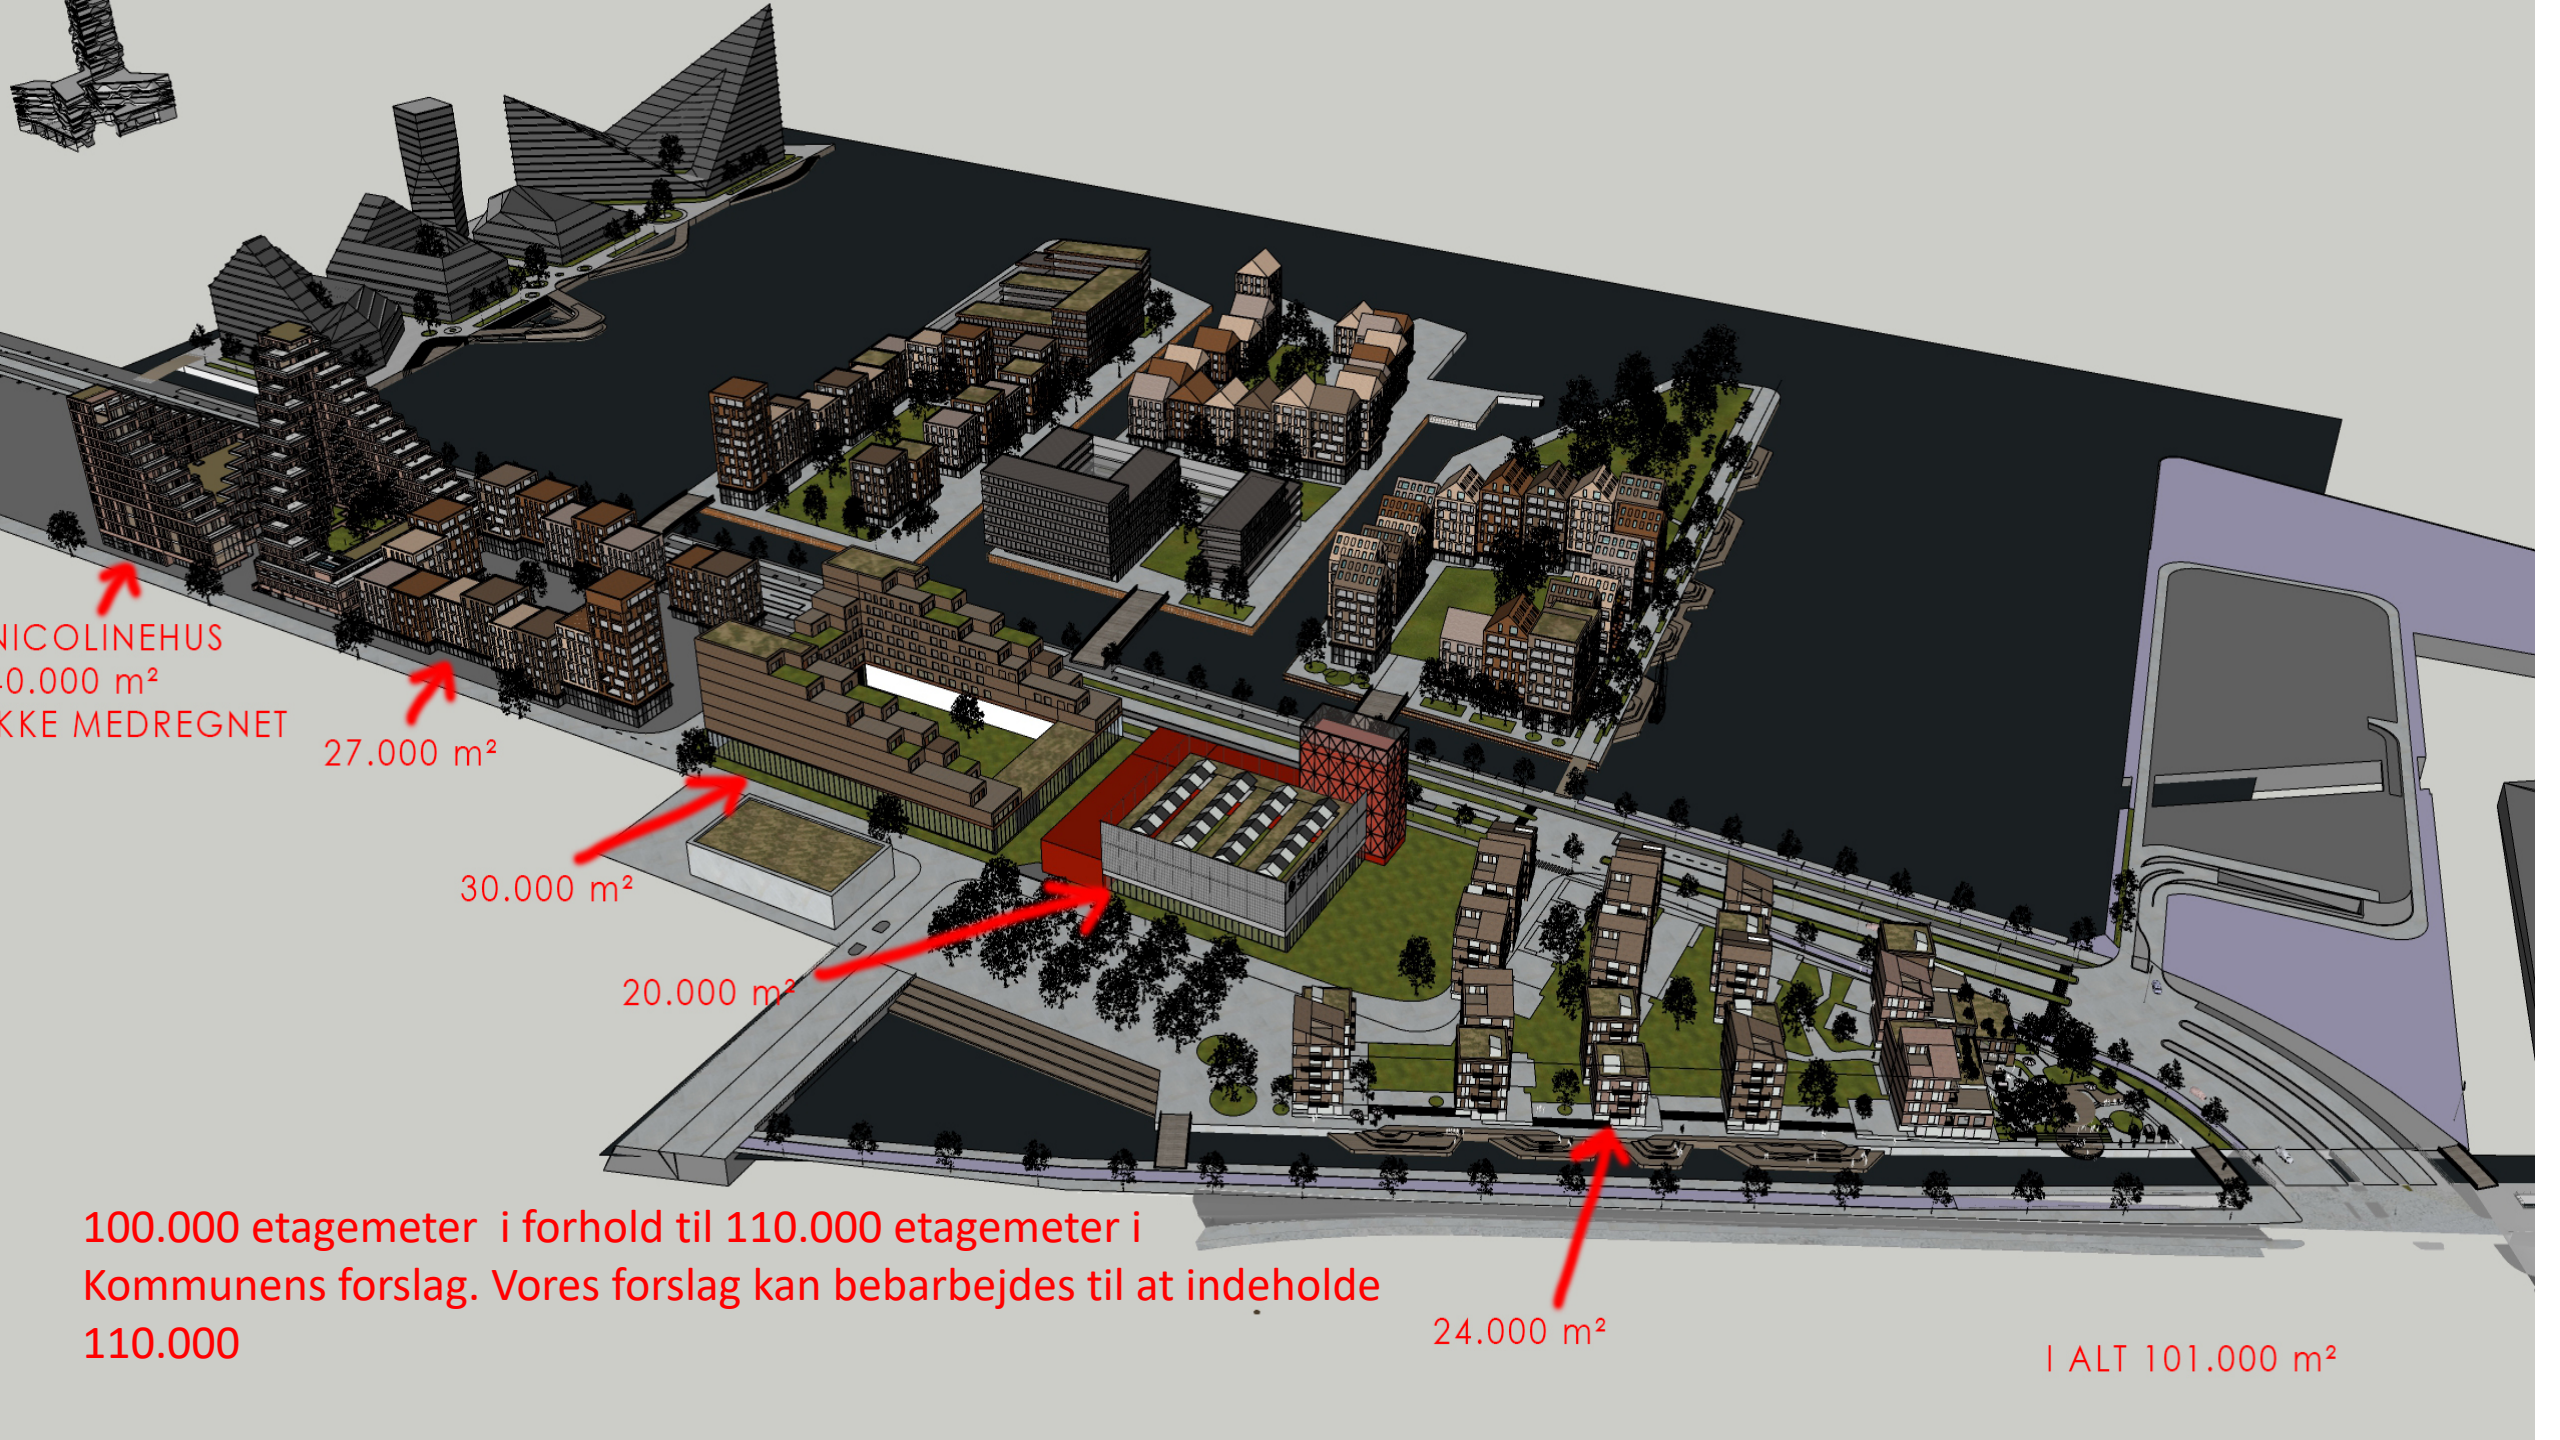 NICOLINEHUS
0.000 m²
KKE MEDREGNET
27.000 m²
30.000 m²
20.000 m²
100.000 etagemeter  i forhold til 110.000 etagemeter i
Kommunens forslag. Vores forslag kan bebarbejdes til at indeholde
110.000
24.000 m²
I ALT 101.000 m²